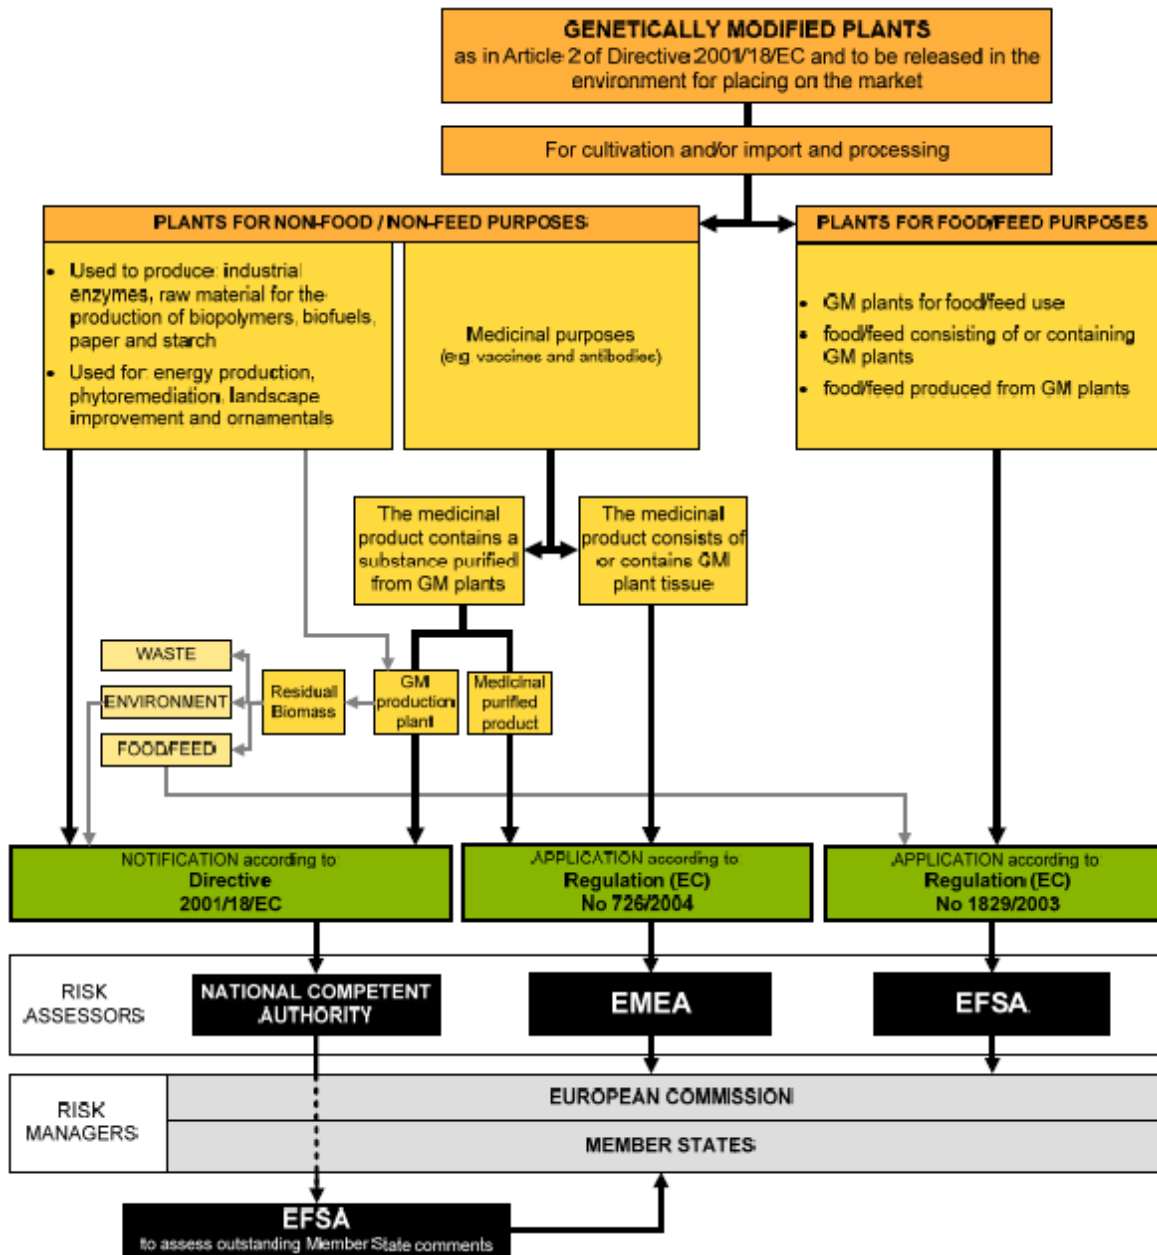 GENETICALLY MODIFIED PLANTS
as in Article 2 of Directive 2001/18/EC and to be released in the
environment for placing on the market
For cultivation and/or import and processing
PLANTS FOR NON-FOOD / NON-FEED PURPOSES
PLANTS FOR FOOD/FEED PURPOSES
• Used to produce: industrial
enzymes, raw material for the
production of biopolymers, biofuels,
paper and starch
• Used for: energy production,
phytoremediation, landscape
improvement and ornamentals
Medicinal purposes
(e.g. vaccines and antibodies)
• GM plants for food/feed use
• food/feed consisting of or containing
GM plants
• food/feed produced from GM plants
The medicinal
product contains a
substance purified
from GM plants
The medicinal
product consists of
or contains GM
plant tissue
WASTE
ENVIRONMENT
FOOD/FEED
Residual
Biomass
GM
production
plant
Medicinal
purified
product
NOTIFICATION according to
Directive
2001/18/EC
APPLICATION according to
Regulation (EC)
No 726/2004
APPLICATION according to
Regulation (EC)
No 1829/2003
RISK
ASSESSORS
NATIONAL COMPETENT
AUTHORITY
EMEA
EFSA
RISK
MANAGERS
EUROPEAN COMMISSION
MEMBER STATES
EFSA
to assess outstanding Member State comments